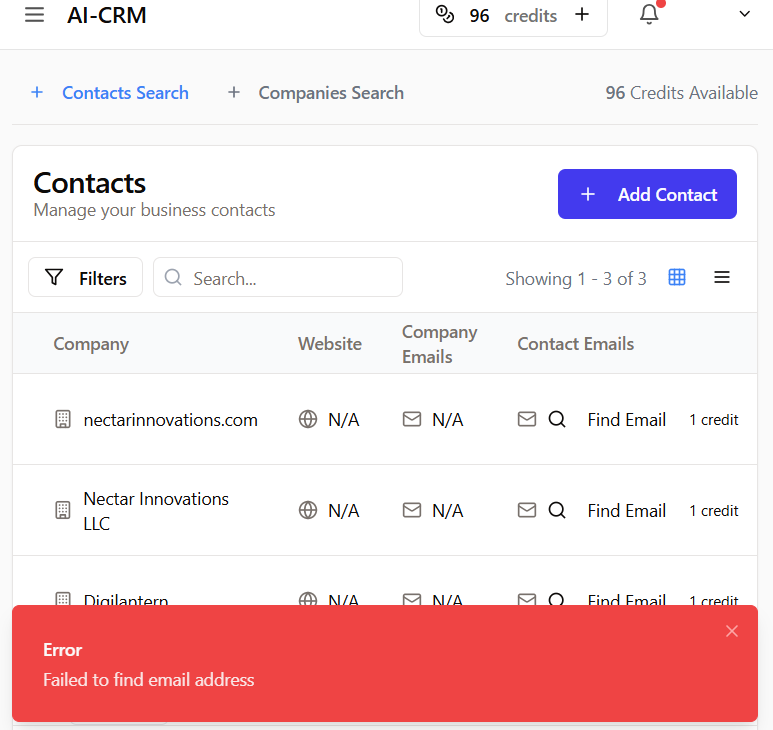 AI-CRM
96 credits +
+ Contacts Search + Companies Search 96 Credits Available
Contacts
Manage your business contacts
+ Add Contact
Filters Search... Showing 1 - 3 of 3
Company Website Company Emails Contact Emails
nectarinnovations.com N/A N/A Find Email 1 credit
Nectar Innovations LLC N/A N/A Find Email 1 credit
Digilantern N/A N/A Find Email 1 credit
Error
Failed to find email address